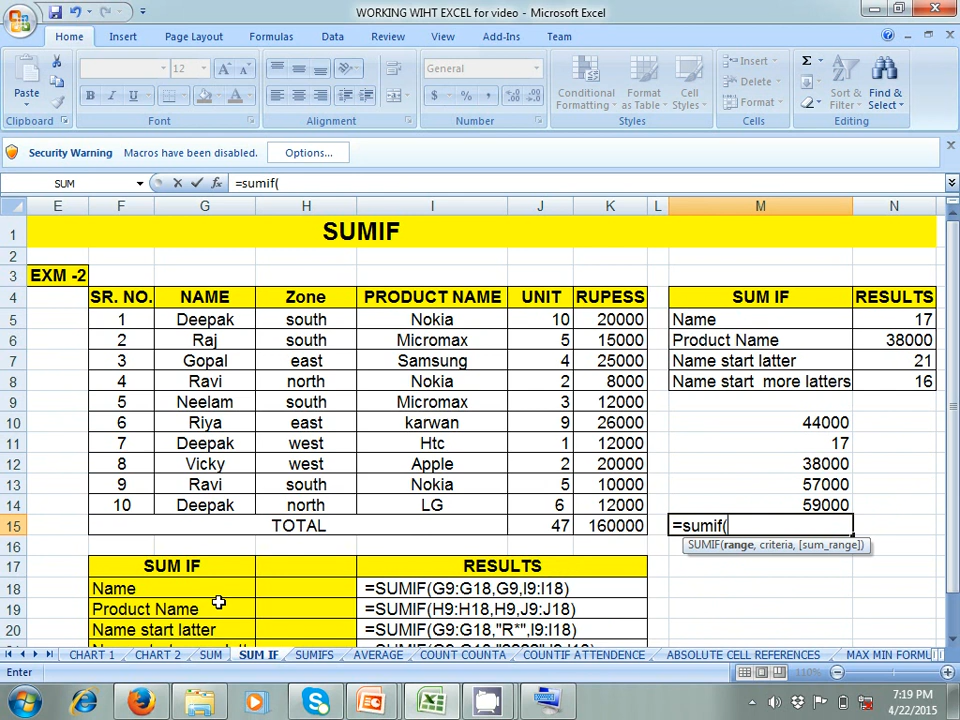 WORKING WIHT EXCEL for video - Microsoft Excel
Home Insert Page Layout Formulas Data Review View Add-Ins Team
Paste 12 A A General Conditional Formatting Format as Table Cell Styles Insert Delete Format Sort & Filter Find & Select
B I U A $ % ,
Clipboard Font Alignment Number Styles Cells Editing
Security Warning Macros have been disabled. Options...
SUM fx =sumif(
E F G H I J K L M N
1 SUMIF
2
3 EXM -2
4 SR. NO. NAME Zone PRODUCT NAME UNIT RUPESS SUM IF RESULTS
5 1 Deepak south Nokia 10 20000 Name 17
6 2 Raj south Micromax 5 15000 Product Name 38000
7 3 Gopal east Samsung 4 25000 Name start latter 21
8 4 Ravi north Nokia 2 8000 Name start more latters 16
9 5 Neelam south Micromax 3 12000
10 6 Riya east karwan 9 26000 44000
11 7 Deepak west Htc 1 12000 17
12 8 Vicky west Apple 2 20000 38000
13 9 Ravi south Nokia 5 10000 57000
14 10 Deepak north LG 6 12000 59000
15 TOTAL 47 160000 =sumif(
16 SUMIF(range, criteria, [sum_range])
17 SUM IF RESULTS
18 Name =SUMIF(G9:G18,G9,I9:I18)
19 Product Name =SUMIF(H9:H18,H9,J9:J18)
20 Name start latter =SUMIF(G9:G18,"R*",I9:I18)
CHART 1 CHART 2 SUM SUM IF SUMIFS AVERAGE COUNT COUNTA COUNTIF ATTENDENCE ABSOLUTE CELL REFERENCES MAX MIN FORMU
Enter 110%
7:19 PM
4/22/2015